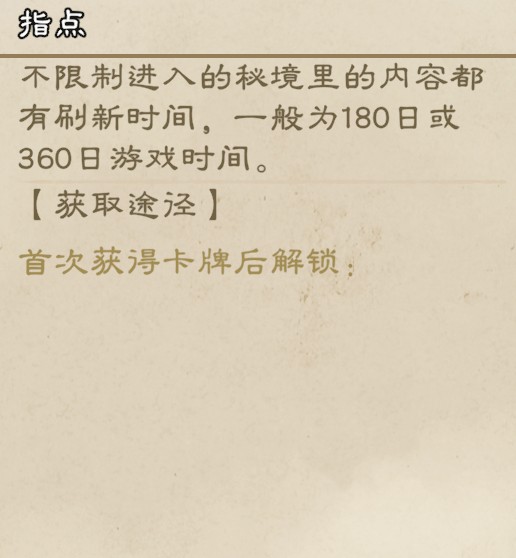 指点
不限制进入的秘境里的内容都
有刷新时间，一般为180日或
360日游戏时间。
【获取途径】
首次获得卡牌后解锁；